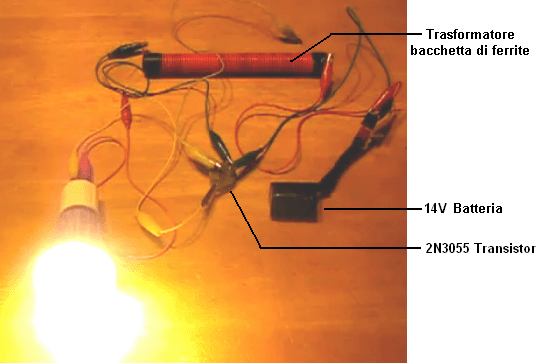 Trasformatore
bacchetta di ferrite
14V Batteria
2N3055 Transistor